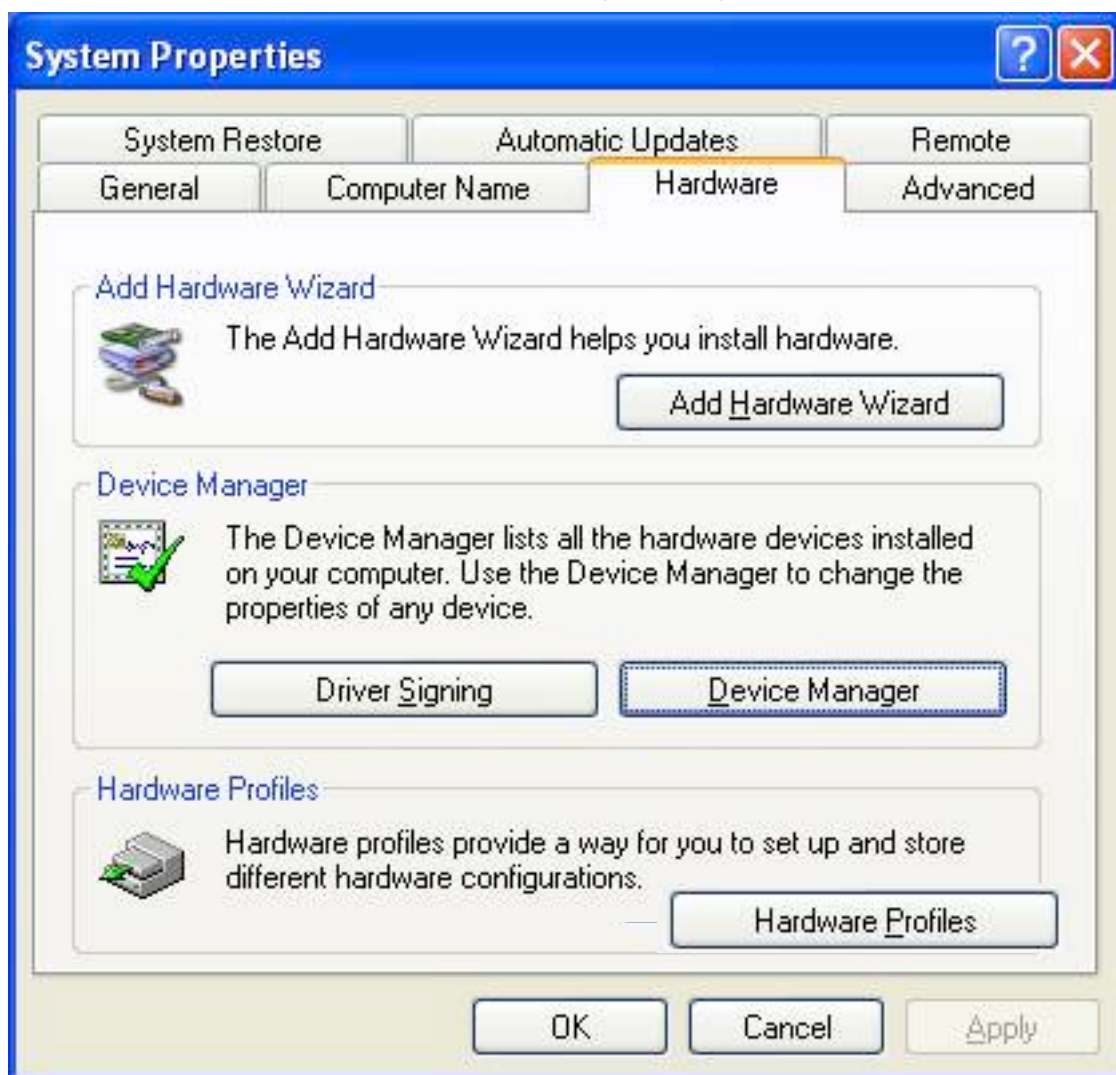 System Properties
System Restore
Automatic Updates
Remote
General
Computer Name
Hardware
Advanced
Add Hardware Wizard
The Add Hardware Wizard helps you install hardware.
Add Hardware Wizard
Device Manager
The Device Manager lists all the hardware devices installed
on your computer. Use the Device Manager to change the
properties of any device.
Driver Signing
Device Manager
Hardware Profiles
Hardware profiles provide a way for you to set up and store
different hardware configurations.
Hardware Profiles
OK
Cancel
Apply